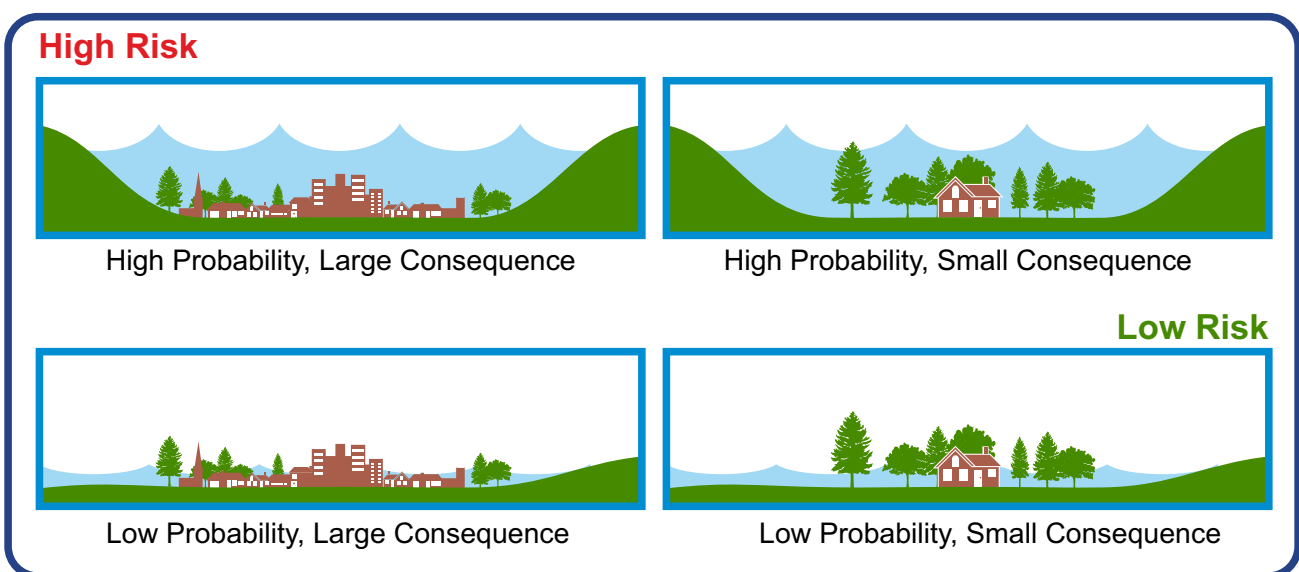 High Risk
High Probability, Large Consequence
High Probability, Small Consequence
Low Risk
Low Probability, Large Consequence
Low Probability, Small Consequence